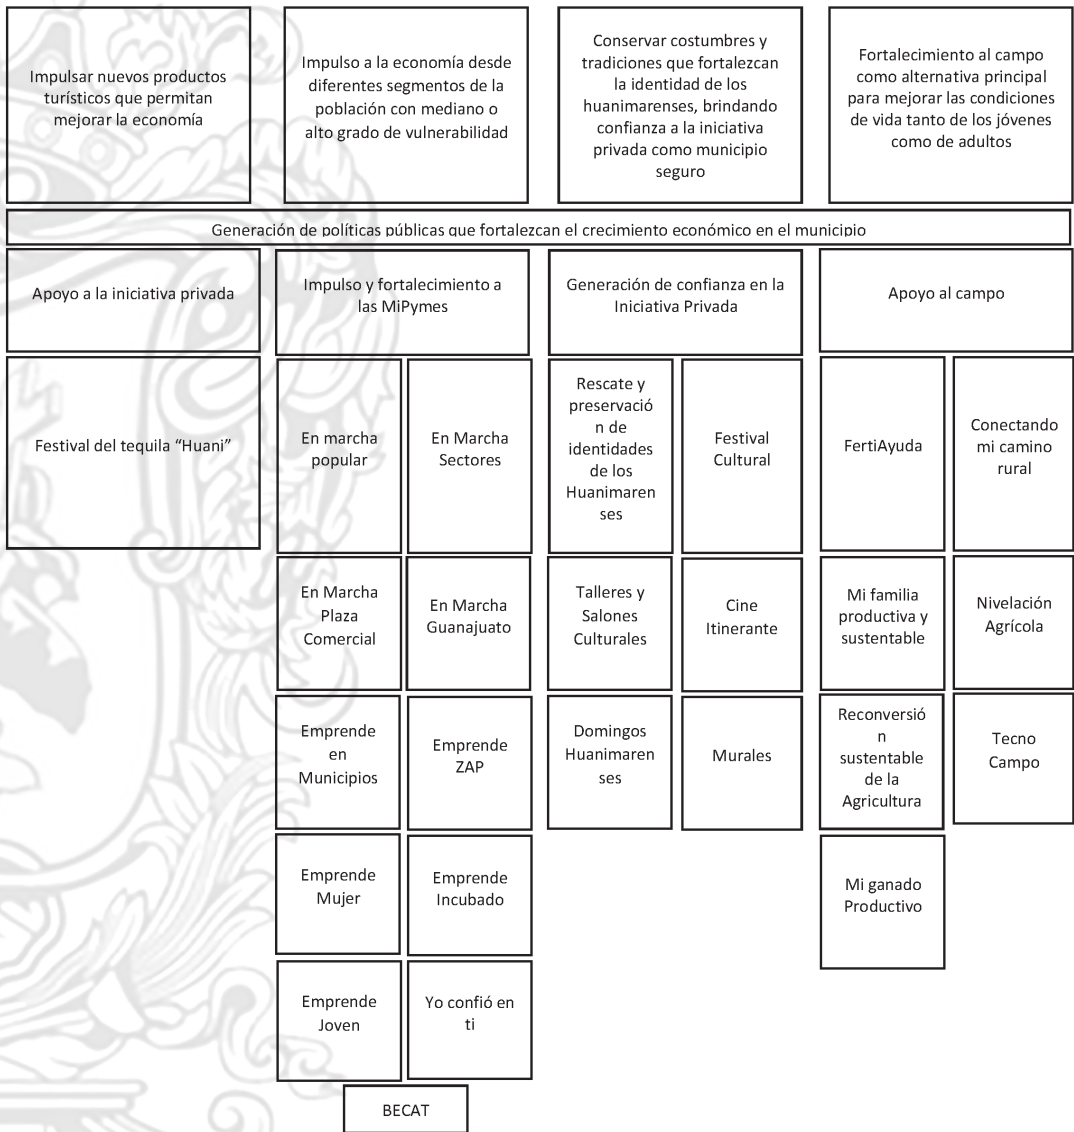 Impulsar nuevos productos
turísticos que permitan
mejorar la economía
Impulso a la economía desde
diferentes segmentos de la
población con mediano o
alto grado de vulnerabilidad
Conservar costumbres y
tradiciones que fortalezcan
la identidad de los
huanimarenses, brindando
confianza a la iniciativa
privada como municipio
seguro
Fortalecimiento al campo
como alternativa principal
para mejorar las condiciones
de vida tanto de los jóvenes
como de adultos
Generación de políticas públicas que fortalezcan el crecimiento económico en el municipio
Apoyo a la iniciativa privada
Impulso y fortalecimiento a
las MiPymes
Generación de confianza en la
Iniciativa Privada
Apoyo al campo
Festival del tequila “Huani”
En marcha
popular
En Marcha
Sectores
Rescate y
preservació
n de
identidades
de los
Huanimaren
ses
Festival
Cultural
FertiAyuda
Conectando
mi camino
rural
En Marcha
Plaza
Comercial
En Marcha
Guanajuato
Talleres y
Salones
Culturales
Cine
Itinerante
Mi familia
productiva y
sustentable
Nivelación
Agrícola
Emprende
en
Municipios
Emprende
ZAP
Domingos
Huanimaren
ses
Murales
Reconversió
n
sustentable
de la
Agricultura
Tecno
Campo
Emprende
Mujer
Emprende
Incubado
Mi ganado
Productivo
Emprende
Joven
Yo confió en
ti
BECAT